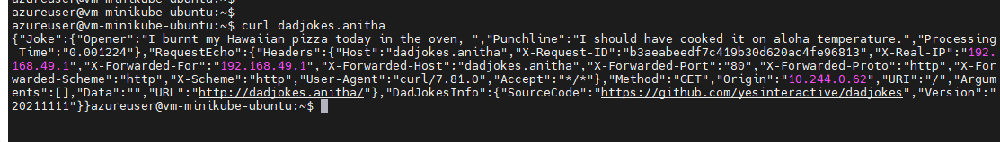 azureuser@vm-minikube-ubuntu:~$
azureuser@vm-minikube-ubuntu:~$ curl dadjokes.anitha
{"Joke":{"Opener":"I burnt my Hawaiian pizza today in the oven, ","Punchline":"I should have cooked it on aloha temperature.","Processing
 Time":"0.001224"},"RequestEcho":{"Headers":{"Host":"dadjokes.anitha","X-Request-ID":"b3aeabeedf7c419b30d620ac4fe96813","X-Real-IP":"192.
168.49.1","X-Forwarded-For":"192.168.49.1","X-Forwarded-Host":"dadjokes.anitha","X-Forwarded-Port":"80","X-Forwarded-Proto":"http","X-For
warded-Scheme":"http","X-Scheme":"http","User-Agent":"curl/7.81.0","Accept":"*/*"},"Method":"GET","Origin":"10.244.0.62","URI":"/","Argum
ents":[],"Data":"","URL":"http://dadjokes.anitha/"},"DadJokesInfo":{"SourceCode":"https://github.com/yesinteractive/dadjokes","Version":"
20211111"}}azureuser@vm-minikube-ubuntu:~$